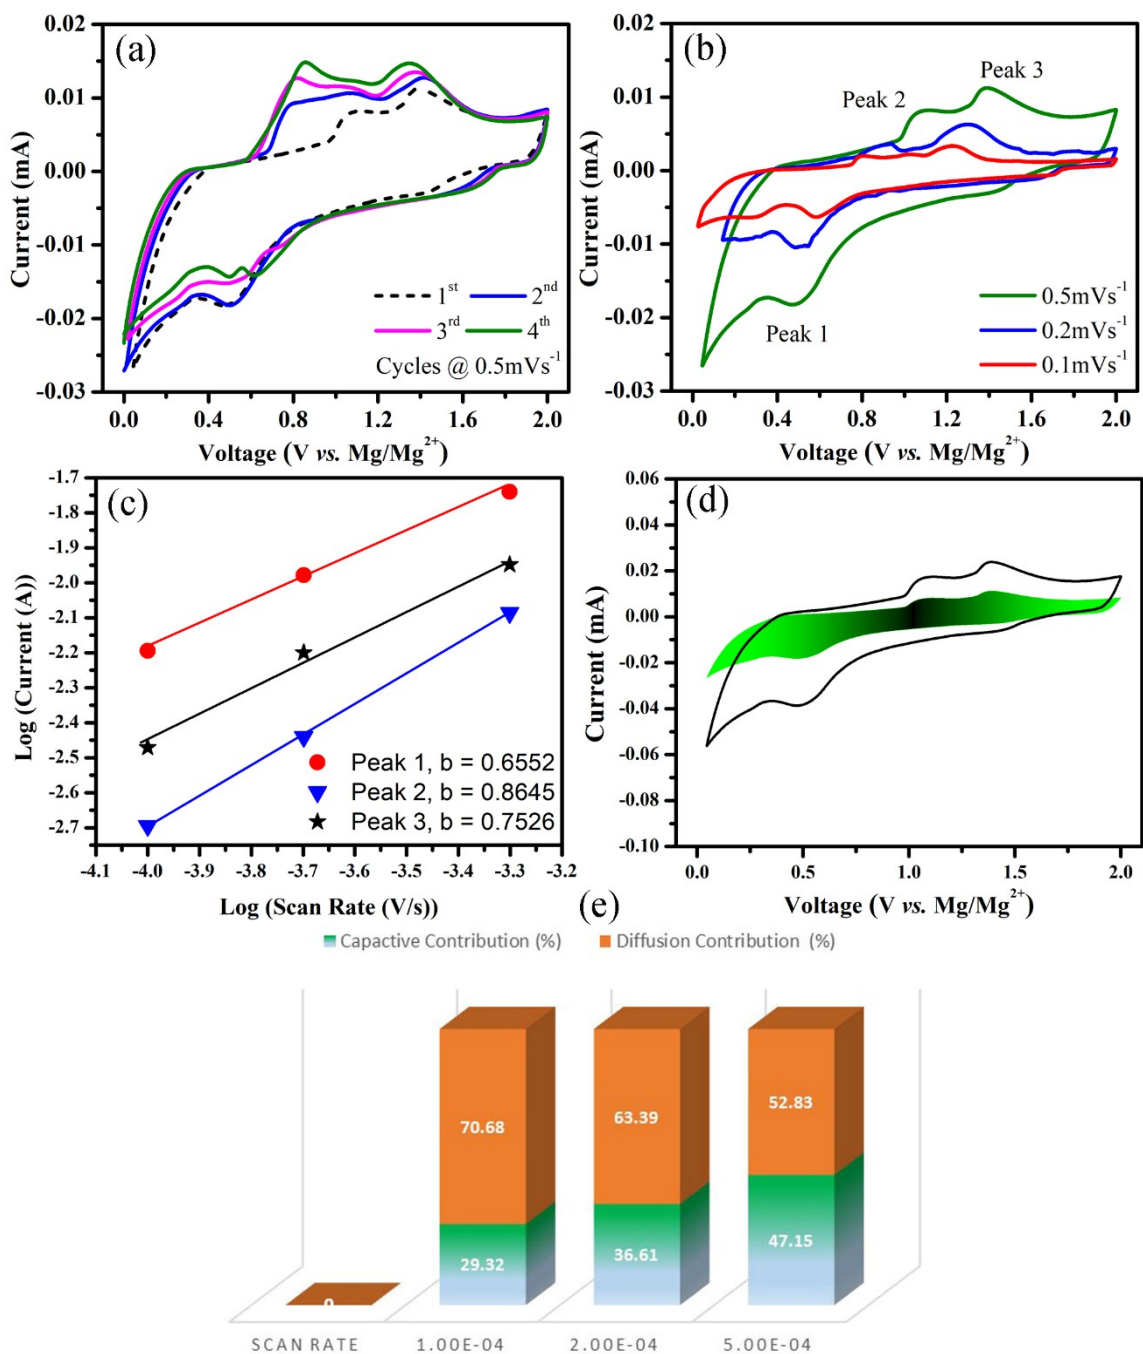 (a)
0.02
0.01
0.00
-0.01
-0.02
-0.03
Current (mA)
1st 2nd
3rd 4th
Cycles @ 0.5mVs-1
0.0 0.4 0.8 1.2 1.6 2.0
Voltage (V vs. Mg/Mg2+)
(b)
0.02
0.01
0.00
-0.01
-0.02
-0.03
Current (mA)
Peak 3
Peak 2
Peak 1
0.5mVs-1
0.2mVs-1
0.1mVs-1
0.0 0.4 0.8 1.2 1.6 2.0
Voltage (V vs. Mg/Mg2+)
(c)
-1.7
-1.8
-1.9
-2.0
-2.1
-2.2
-2.3
-2.4
-2.5
-2.6
-2.7
Log (Current (A))
Peak 1, b = 0.6552
Peak 2, b = 0.8645
Peak 3, b = 0.7526
-4.1 -4.0 -3.9 -3.8 -3.7 -3.6 -3.5 -3.4 -3.3 -3.2
Log (Scan Rate (V/s))
(d)
0.06
0.04
0.02
0.00
-0.02
-0.04
-0.06
-0.08
-0.10
Current (mA)
0.0 0.5 1.0 1.5 2.0
Voltage (V vs. Mg/Mg2+)
(e)
Capactive Contribution (%) Diffusion Contribution (%)
70.68 63.39 52.83
29.32 36.61 47.15
0
SCAN RATE 1.00E-04 2.00E-04 5.00E-04